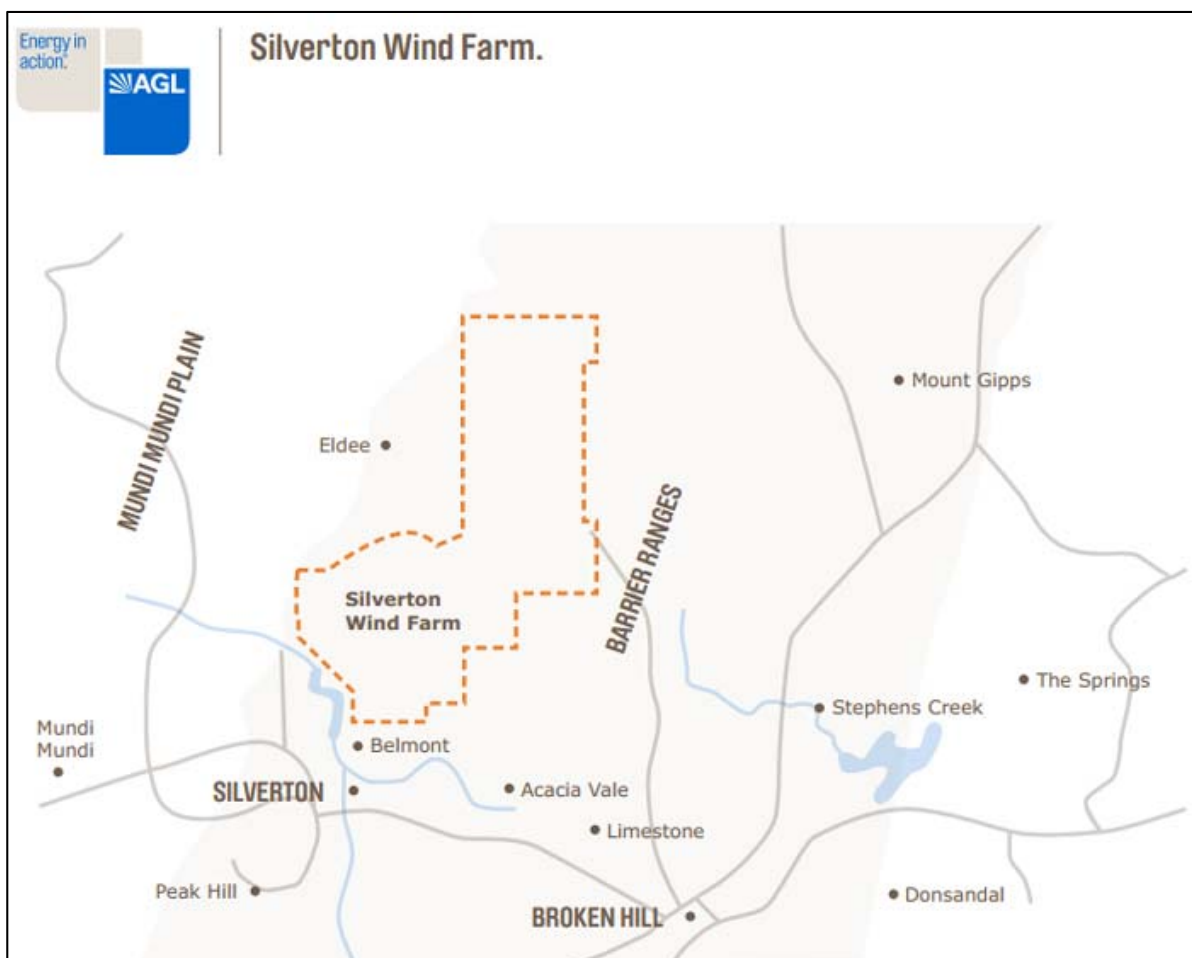 Energy in
action.®
AGL
Silverton Wind Farm.
MUNDI MUNDI PLAIN
Mount Gipps
Eldee
BARRIER RANGES
Silverton
Wind Farm
The Springs
Stephens Creek
Mundi
Mundi
Belmont
SILVERTON
Acacia Vale
Limestone
Peak Hill
BROKEN HILL
Donsandal